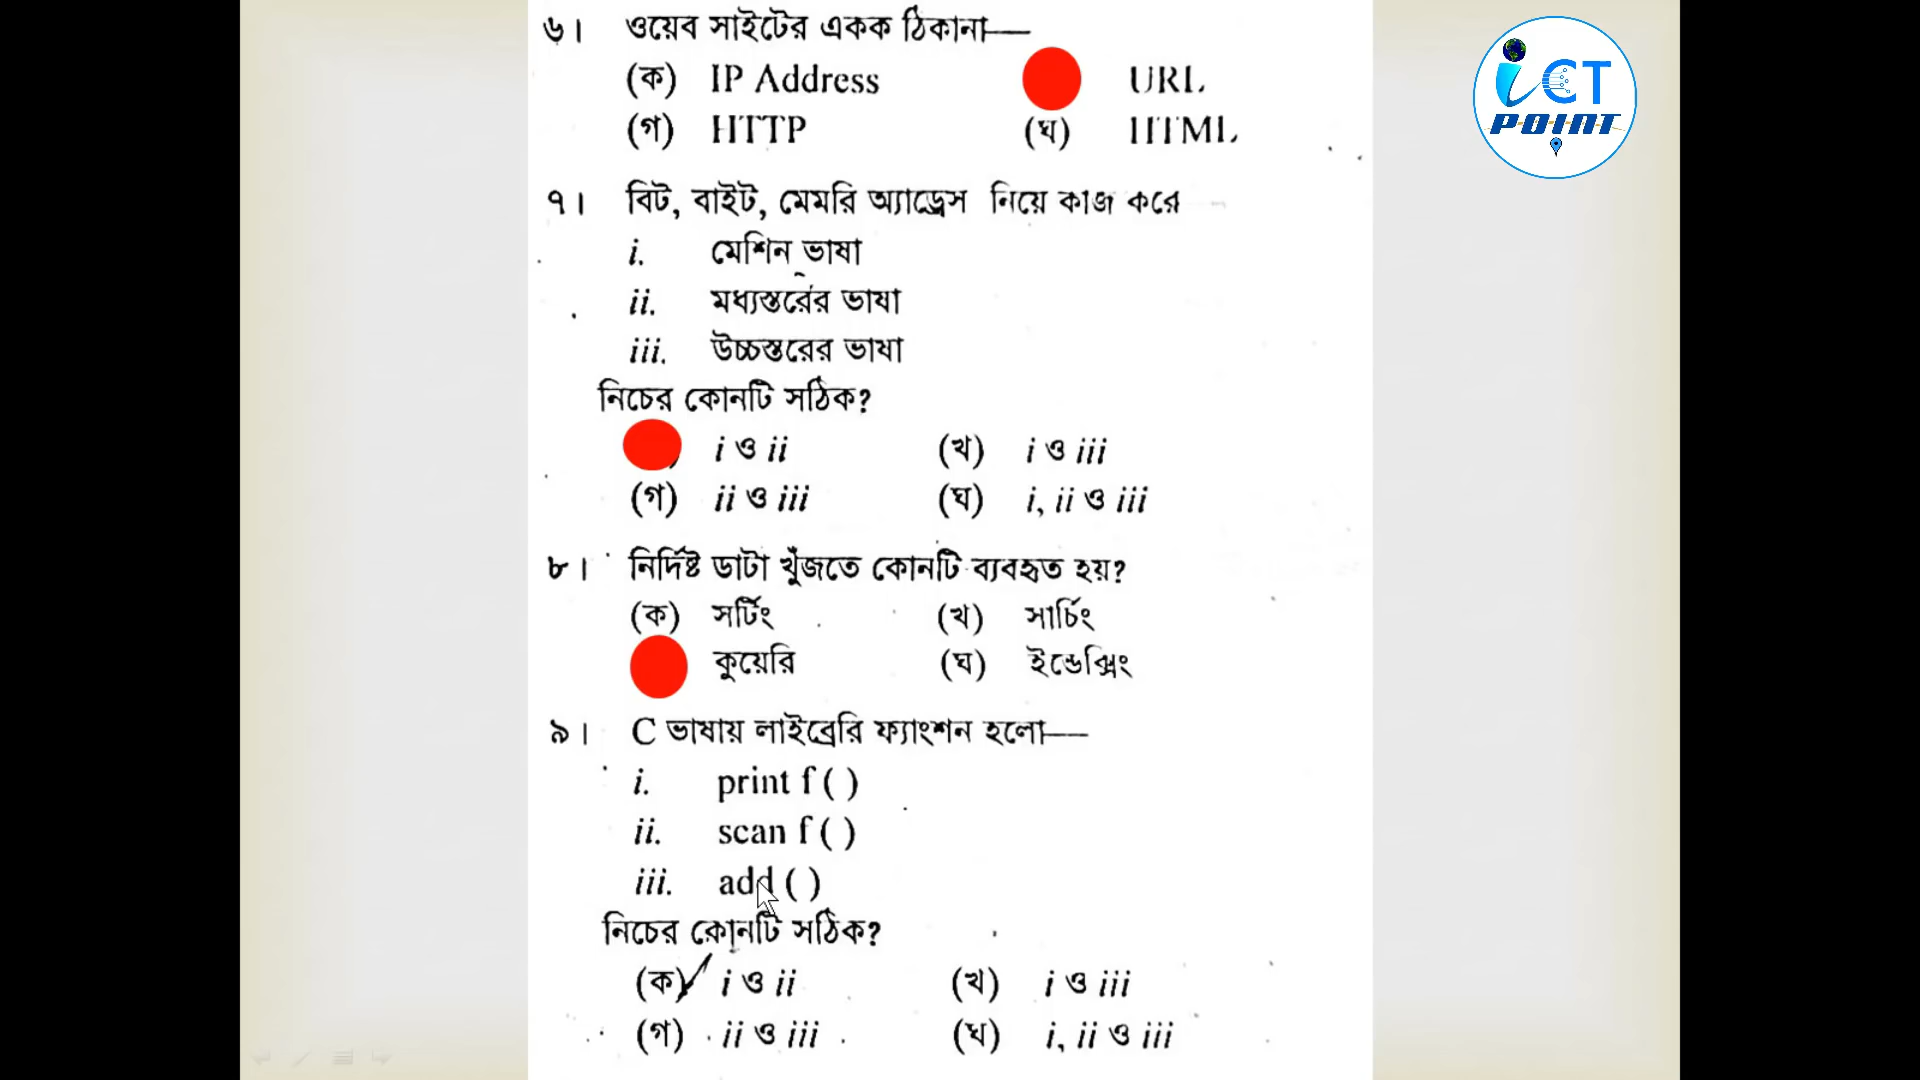 ৬। ওয়েব সাইটের একক ঠিকানা—
(ক) IP Address URL
(গ) HTTP (ঘ) HTML
৭। বিট, বাইট, মেমরি অ্যাড্রেস নিয়ে কাজ করে
i. মেশিন ভাষা
ii. মধ্যস্তরের ভাষা
iii. উচ্চস্তরের ভাষা
নিচের কোনটি সঠিক?
i ও ii (খ) i ও iii
(গ) ii ও iii (ঘ) i, ii ও iii
৮। নির্দিষ্ট ডাটা খুঁজতে কোনটি ব্যবহৃত হয়?
(ক) সর্টিং (খ) সার্চিং
কুয়েরি (ঘ) ইন্ডেক্সিং
৯। C ভাষায় লাইব্রেরি ফ্যাংশন হলো—
i. print f ( )
ii. scan f ( )
iii. add ( )
নিচের কোনটি সঠিক?
(ক) i ও ii (খ) i ও iii
(গ) ii ও iii (ঘ) i, ii ও iii
iCT
POINT